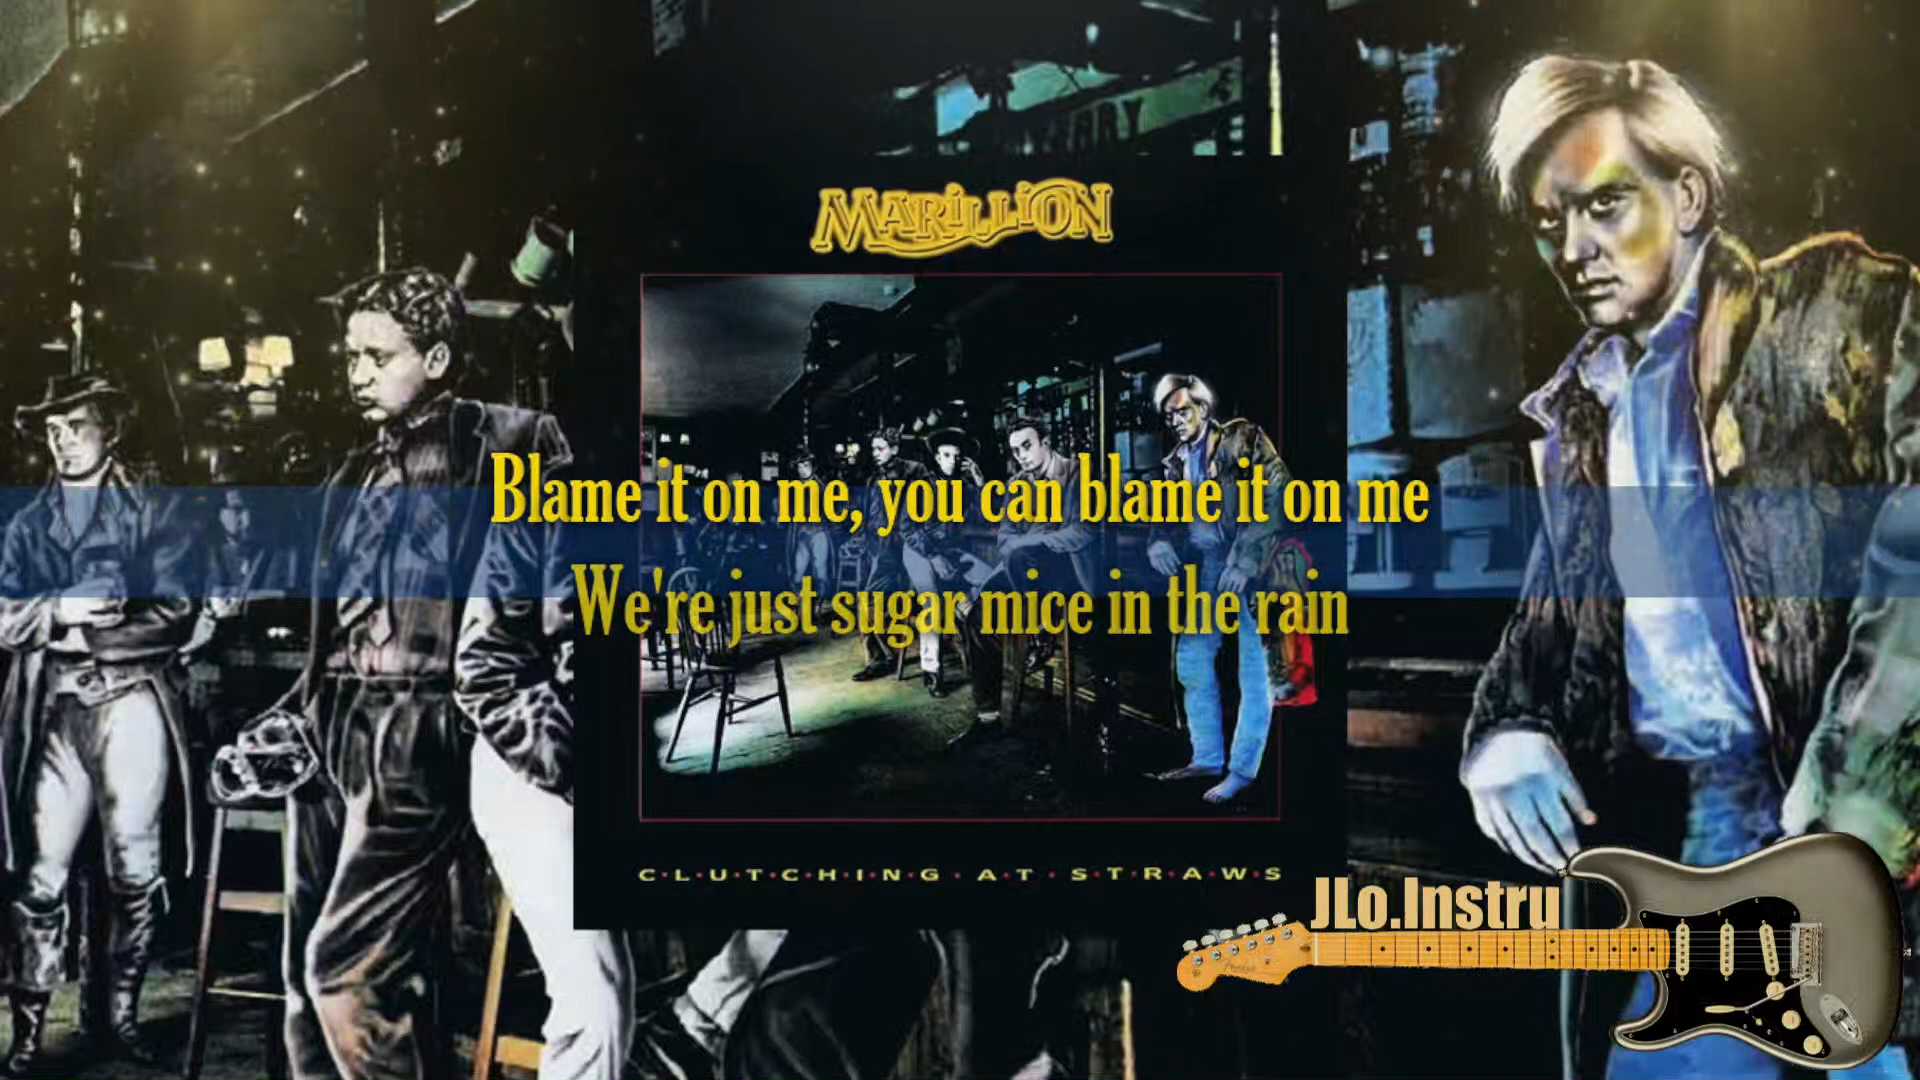 MARiLLiON
Blame it on me, you can blame it on me
We're just sugar mice in the rain
C·L·U·T·C·H·I·N·G · A·T · S·T·R·A·W·S
JLo.Instru
Fender